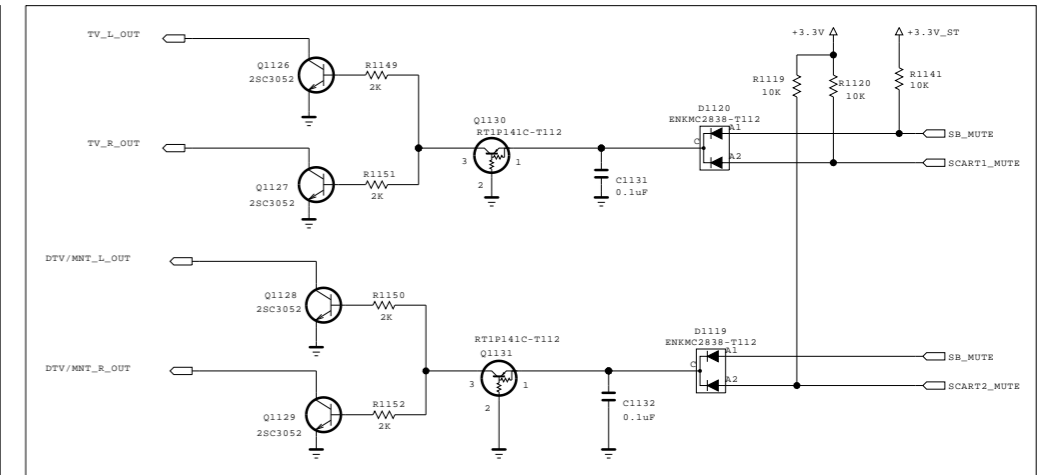 TV_L_OUT
Q1126
2SC3052
R1149
2K
TV_R_OUT
Q1127
2SC3052
R1151
2K
Q1130
RT1P141C-T112
3
1
2
C1131
0.1uF
D1120
ENKMC2838-T112
A1
C
A2
+3.3V
+3.3V_ST
R1119
10K
R1120
10K
R1141
10K
SB_MUTE
SCART1_MUTE
DTV/MNT_L_OUT
Q1128
2SC3052
R1150
2K
DTV/MNT_R_OUT
Q1129
2SC3052
R1152
2K
RT1P141C-T112
Q1131
3
1
2
C1132
0.1uF
D1119
ENKMC2838-T112
A1
C
A2
SB_MUTE
SCART2_MUTE